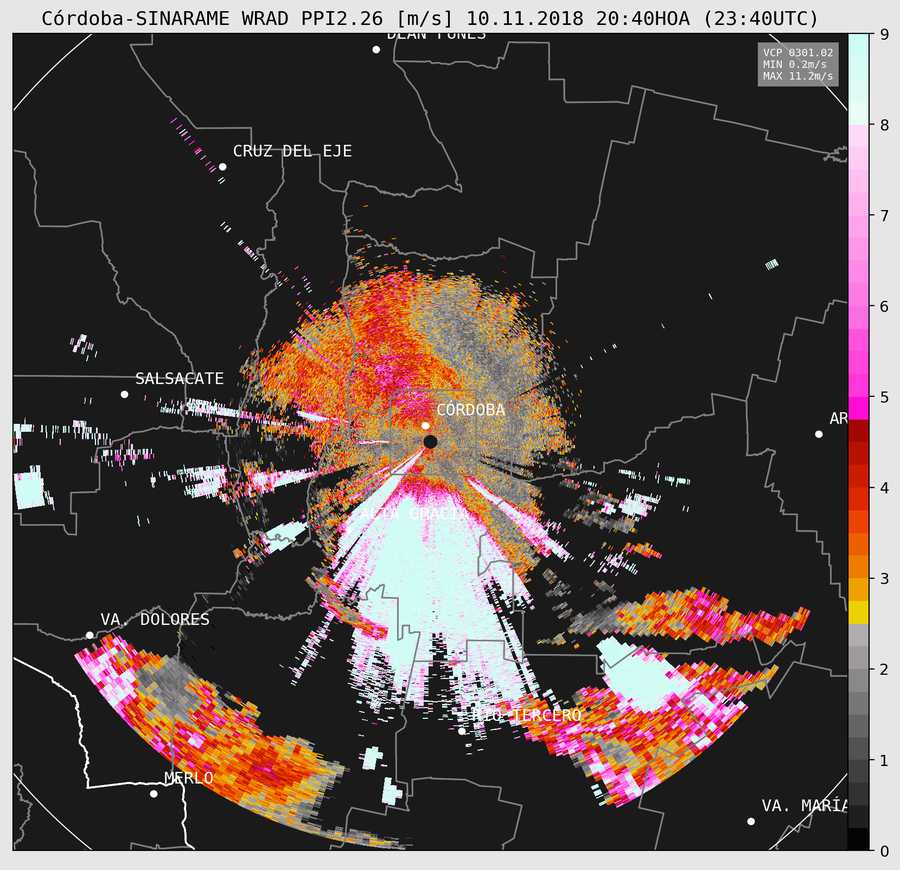 Córdoba-SINARAME WRAD PPI2.26 [m/s] 10.11.2018 20:40HOA (23:40UTC)
DEAN FUNES
VCP 0301.02
MIN 0.2m/s
MAX 11.2m/s
9
8
CRUZ DEL EJE
7
6
SALSACATE
5
CÓRDOBA
AR
4
ALTA GRACIA
3
VA. DOLORES
2
RIO TERCERO
1
MERLO
VA. MARÍA
0